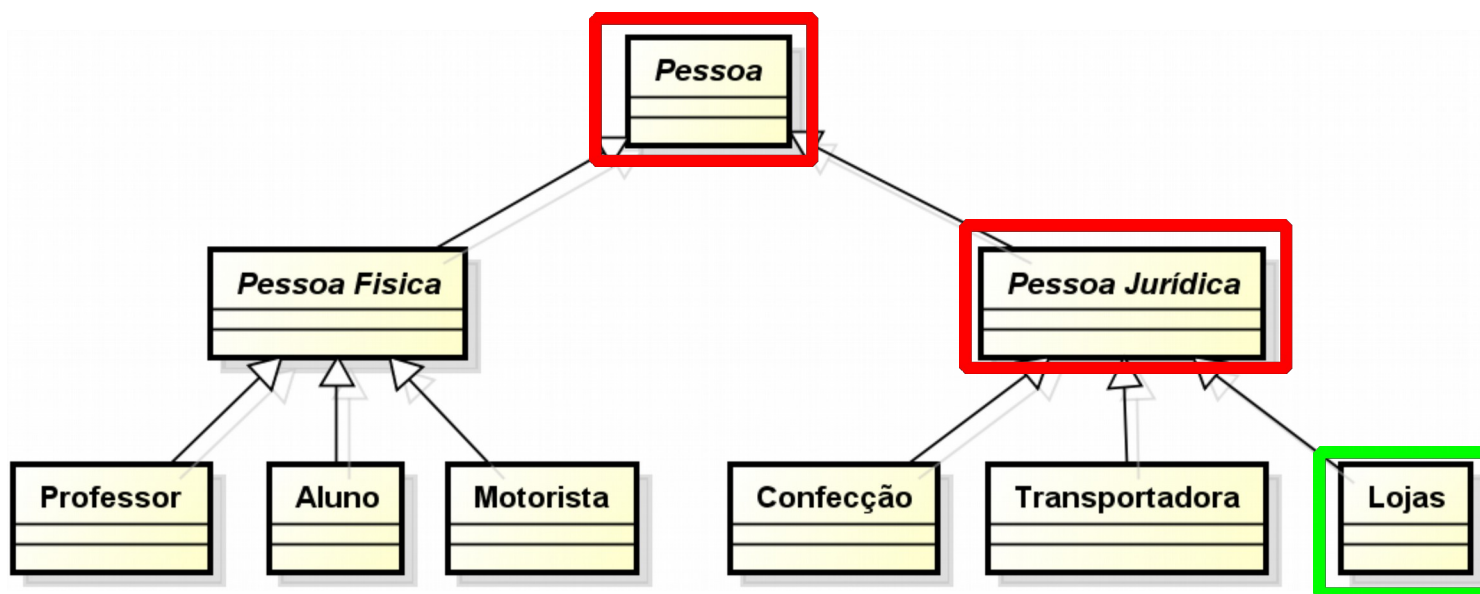 Pessoa
Pessoa Fisica
Pessoa Jurídica
Professor
Aluno
Motorista
Confecção
Transportadora
Lojas